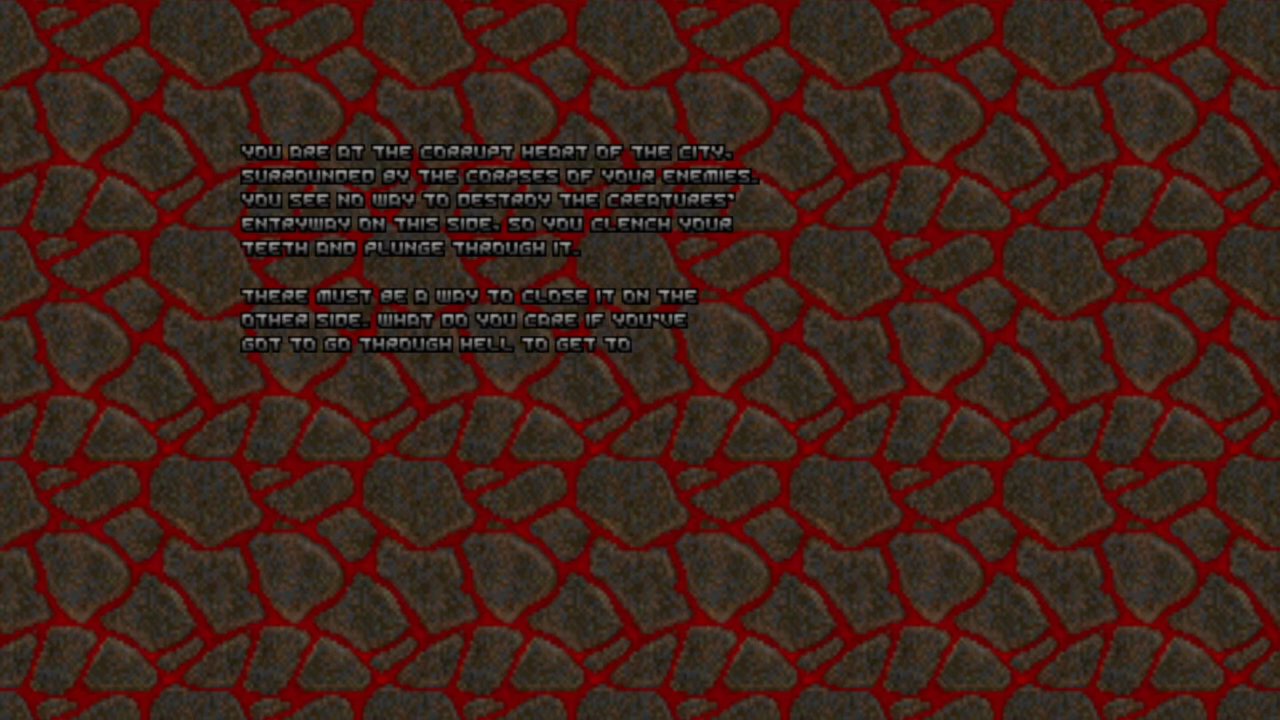 YOU ARE AT THE CORRUPT HEART OF THE CITY,
SURROUNDED BY THE CORPSES OF YOUR ENEMIES.
YOU SEE NO WAY TO DESTROY THE CREATURES'
ENTRYWAY ON THIS SIDE, SO YOU CLENCH YOUR
TEETH AND PLUNGE THROUGH IT.
THERE MUST BE A WAY TO CLOSE IT ON THE
OTHER SIDE. WHAT DO YOU CARE IF YOU'VE
GOT TO GO THROUGH HELL TO GET TO